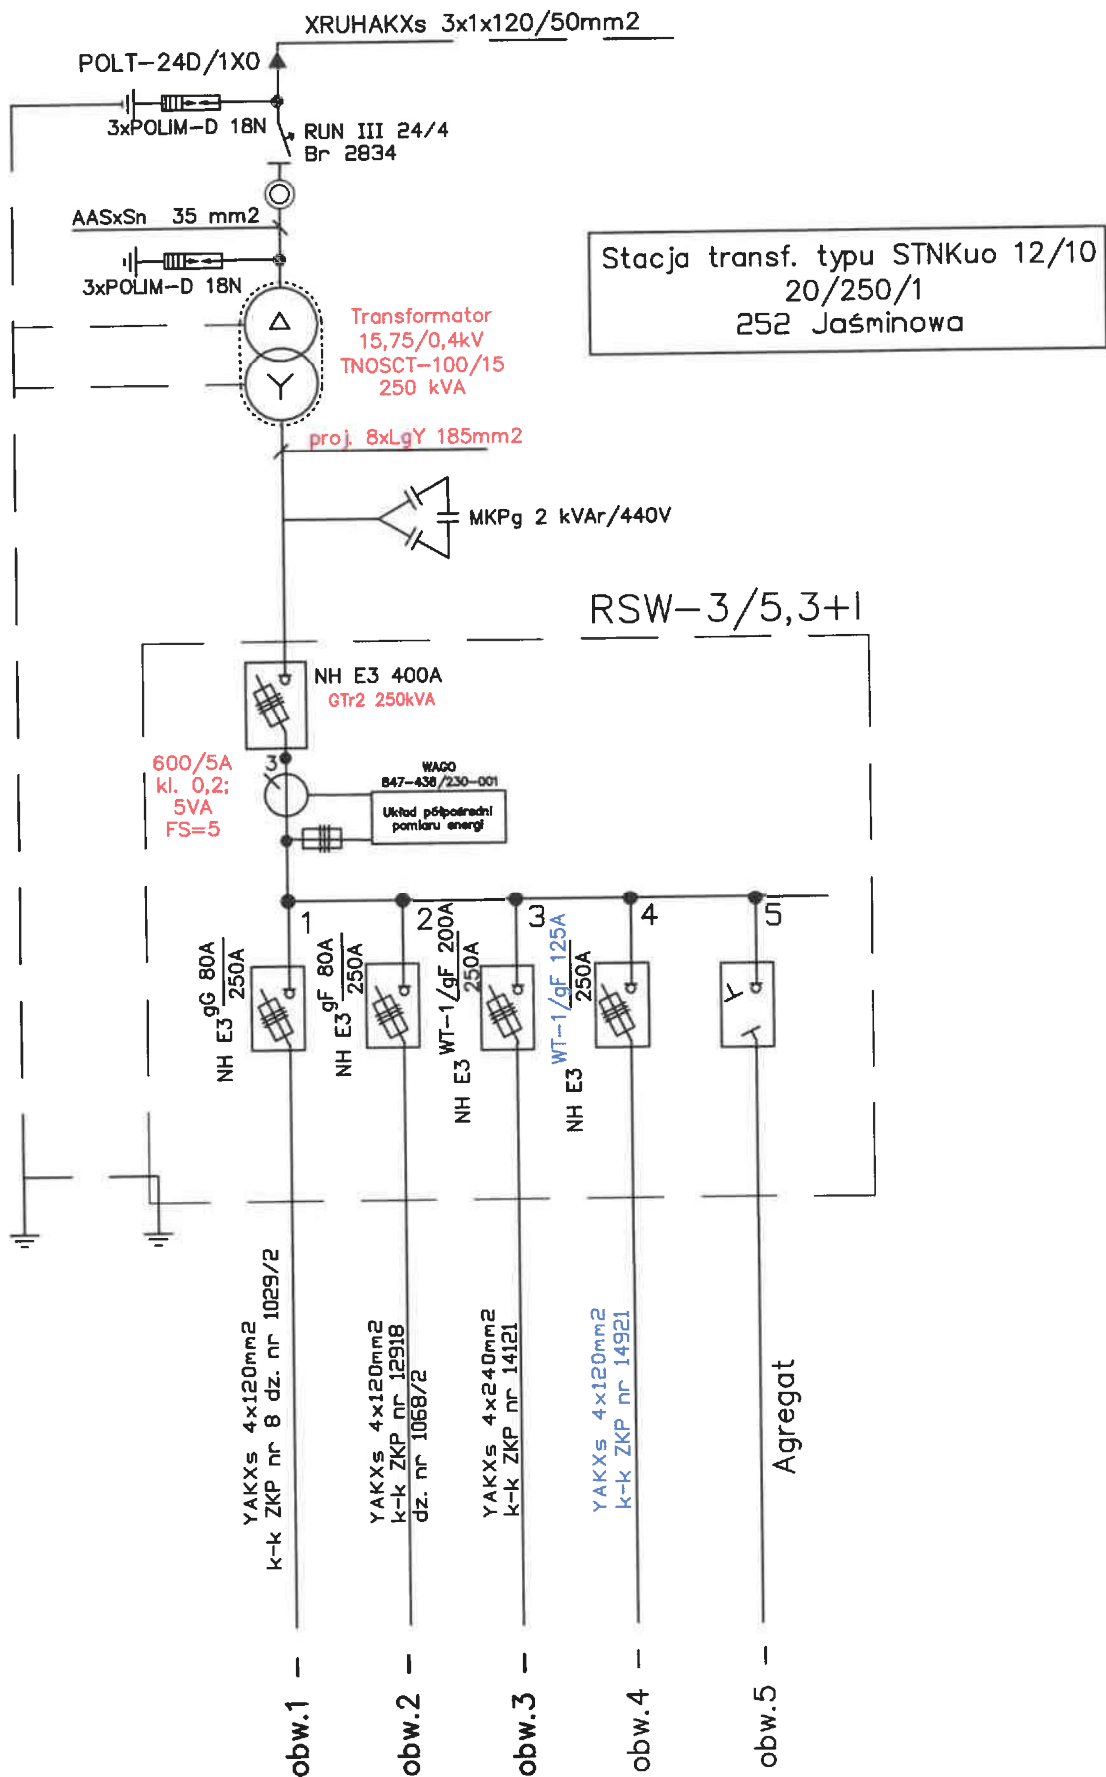 XRUHAKXs 3x1x120/50mm2
POLT-24D/1XO
3xPOLIM-D 18N
RUN III 24/4
Br 2834
AASxSn 35 mm2
3xPOLIM-D 18N
Stacja transf. typu STNKuo 12/10
20/250/1
252 Jaśminowa
Transformator
15,75/0,4kV
TNOSCT-100/15
250 kVA
proj. 8xLgY 185mm2
MKPg 2 kVAr/440V
RSW-3/5,3+I
NH E3 400A
GTr2 250kVA
600/5A
kl. 0,2;
5VA
FS=5
3
WAGO
847-438/230-001
Układ półpośredni
pomiaru energi
1
2
3
4
5
NH E3 gG 80A
250A
NH E3 gF 80A
250A
NH E3 WT-1/gF 200A
250A
NH E3 WT-1/gF 125A
250A
YAKXs 4x120mm2
k-k ZKP nr 8 dz. nr 1029/2
YAKXs 4x120mm2
k-k ZKP nr 12918
dz. nr 1068/2
YAKXs 4x240mm2
k-k ZKP nr 14121
YAKXs 4x120mm2
k-k ZKP nr 14921
Agregat
obw.1 -
obw.2 -
obw.3 -
obw.4 -
obw.5 -